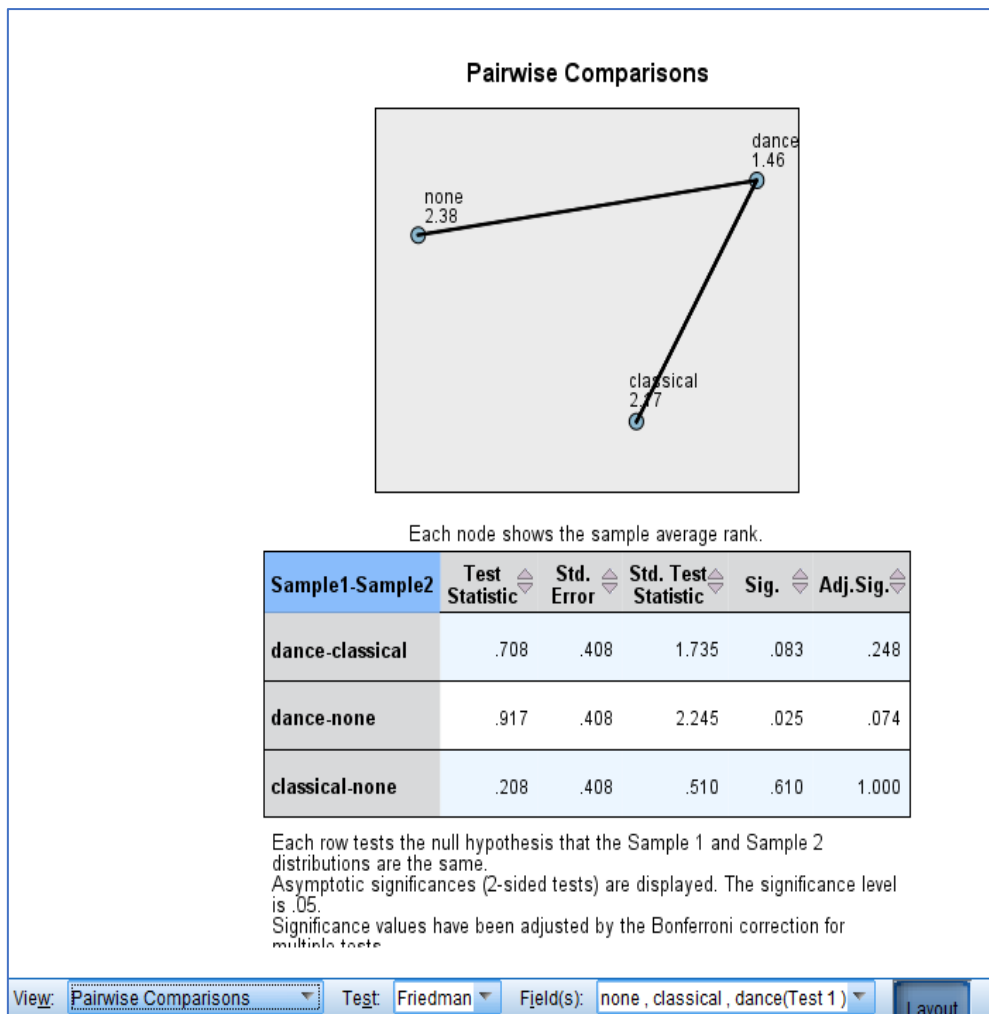 Pairwise Comparisons
dance
1.46
none
2.38
classical
2.17
Each node shows the sample average rank.
Sample1-Sample2 Test Statistic Std. Error Std. Test Statistic Sig. Adj.Sig.
dance-classical .708 .408 1.735 .083 .248
dance-none .917 .408 2.245 .025 .074
classical-none .208 .408 .510 .610 1.000
Each row tests the null hypothesis that the Sample 1 and Sample 2
distributions are the same.
Asymptotic significances (2-sided tests) are displayed. The significance level
is .05.
Significance values have been adjusted by the Bonferroni correction for
multiple tests
View: Pairwise Comparisons Test: Friedman Field(s): none , classical , dance(Test 1 ) Layout